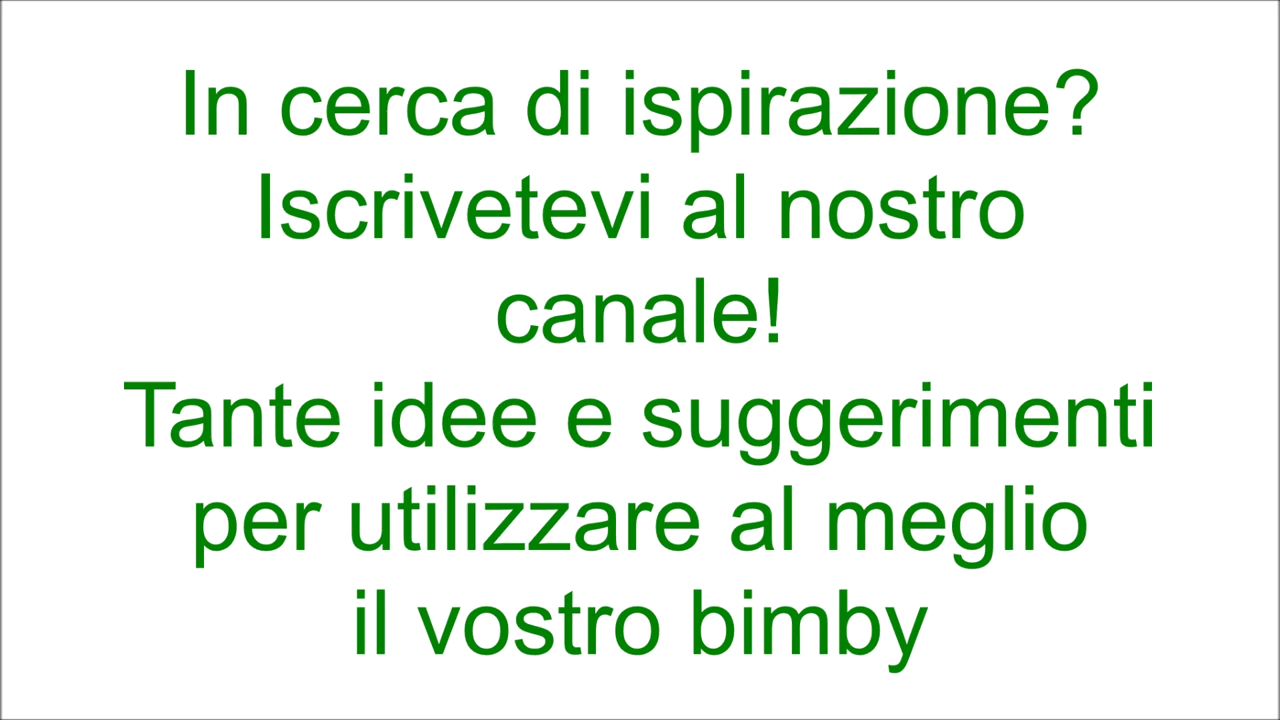 In cerca di ispirazione?
Iscrivetevi al nostro
canale!
Tante idee e suggerimenti
per utilizzare al meglio
il vostro bimby